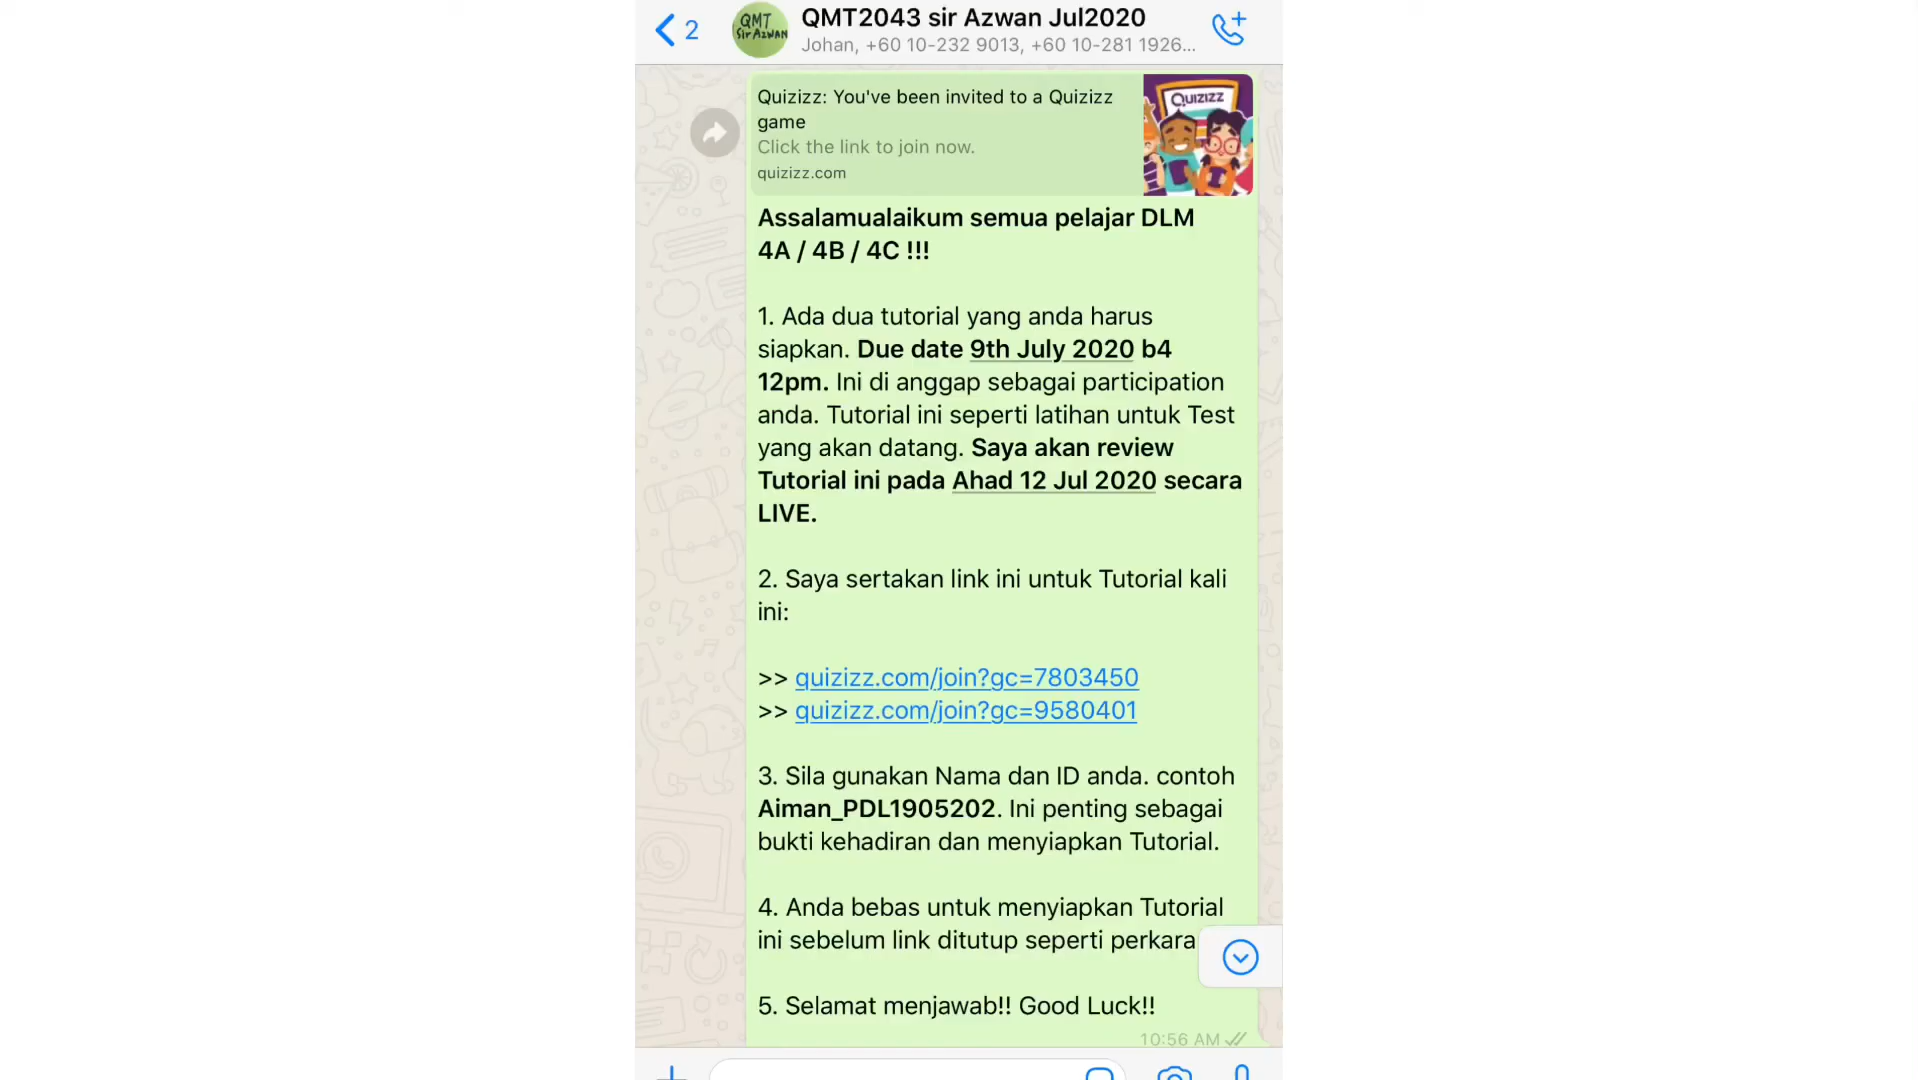 2
QMT
Sir AZWAN
QMT2043 sir Azwan Jul2020
Johan, +60 10-232 9013, +60 10-281 1926...
Quizizz: You've been invited to a Quizizz
game
Click the link to join now.
quizizz.com
QUIZIZZ
Assalamualaikum semua pelajar DLM
4A / 4B / 4C !!!
1. Ada dua tutorial yang anda harus
siapkan. Due date 9th July 2020 b4
12pm. Ini di anggap sebagai participation
anda. Tutorial ini seperti latihan untuk Test
yang akan datang. Saya akan review
Tutorial ini pada Ahad 12 Jul 2020 secara
LIVE.
2. Saya sertakan link ini untuk Tutorial kali
ini:
>> quizizz.com/join?gc=7803450
>> quizizz.com/join?gc=9580401
3. Sila gunakan Nama dan ID anda. contoh
Aiman_PDL1905202. Ini penting sebagai
bukti kehadiran dan menyiapkan Tutorial.
4. Anda bebas untuk menyiapkan Tutorial
ini sebelum link ditutup seperti perkara
5. Selamat menjawab!! Good Luck!!
10:56 AM